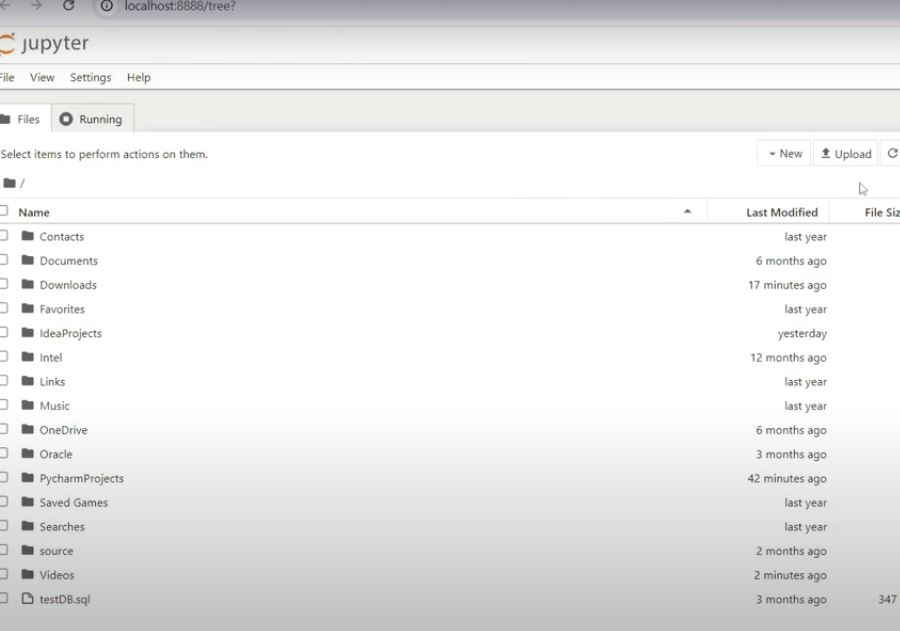 localhost:8888/tree?
jupyter
File View Settings Help
Files Running
Select items to perform actions on them.
New Upload
/
Name Last Modified File Siz
Contacts last year
Documents 6 months ago
Downloads 17 minutes ago
Favorites last year
IdeaProjects yesterday
Intel 12 months ago
Links last year
Music last year
OneDrive 6 months ago
Oracle 3 months ago
PycharmProjects 42 minutes ago
Saved Games last year
Searches last year
source 2 months ago
Videos 2 minutes ago
testDB.sql 3 months ago 347